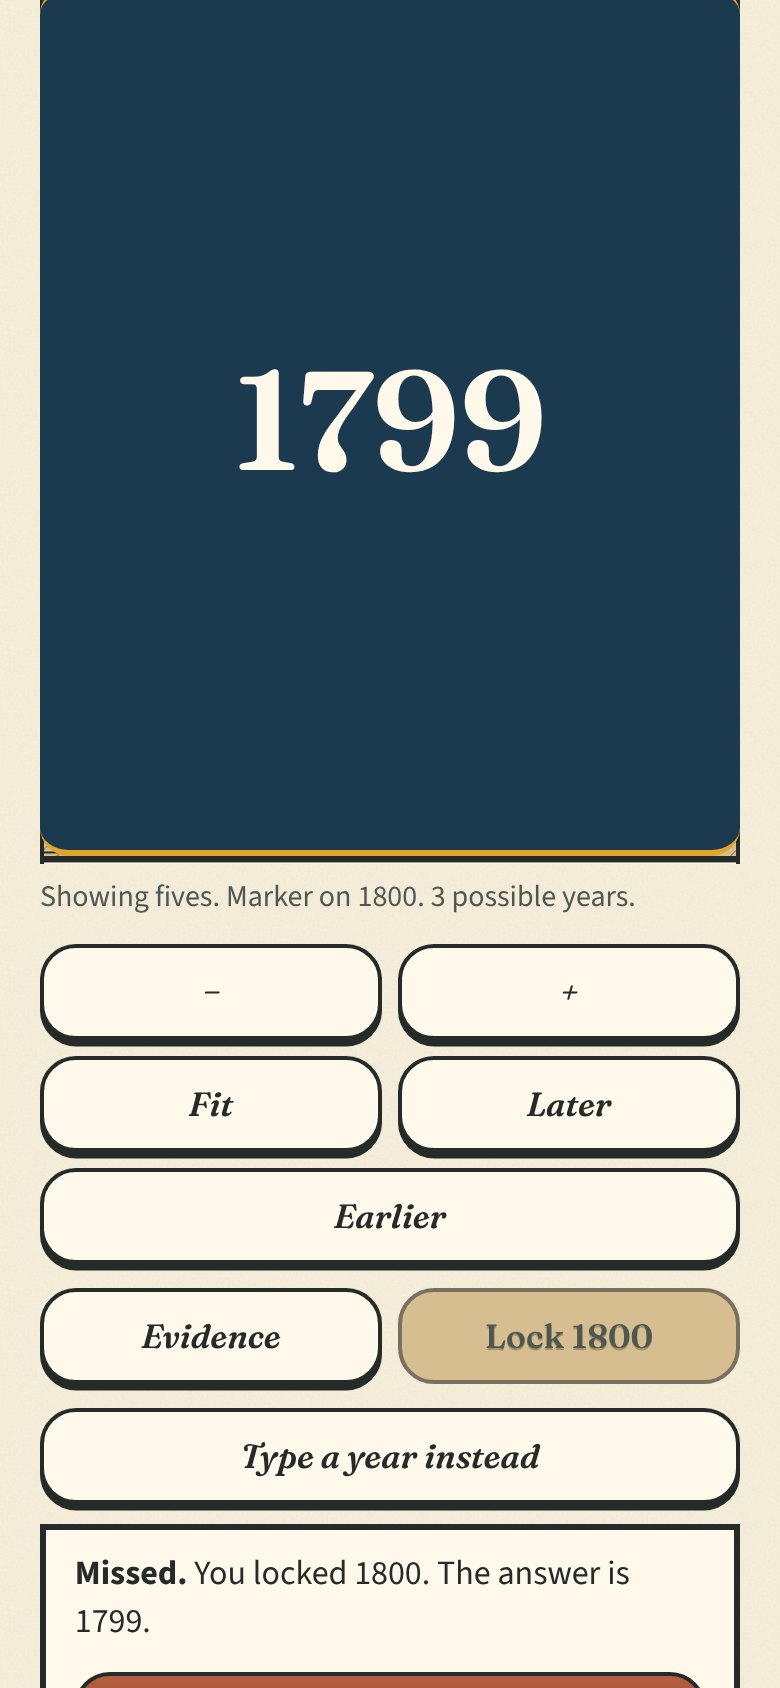 1799
Showing fives. Marker on 1800. 3 possible years.
−
+
Fit
Later
Earlier
Evidence
Lock 1800
Type a year instead
Missed. You locked 1800. The answer is
1799.